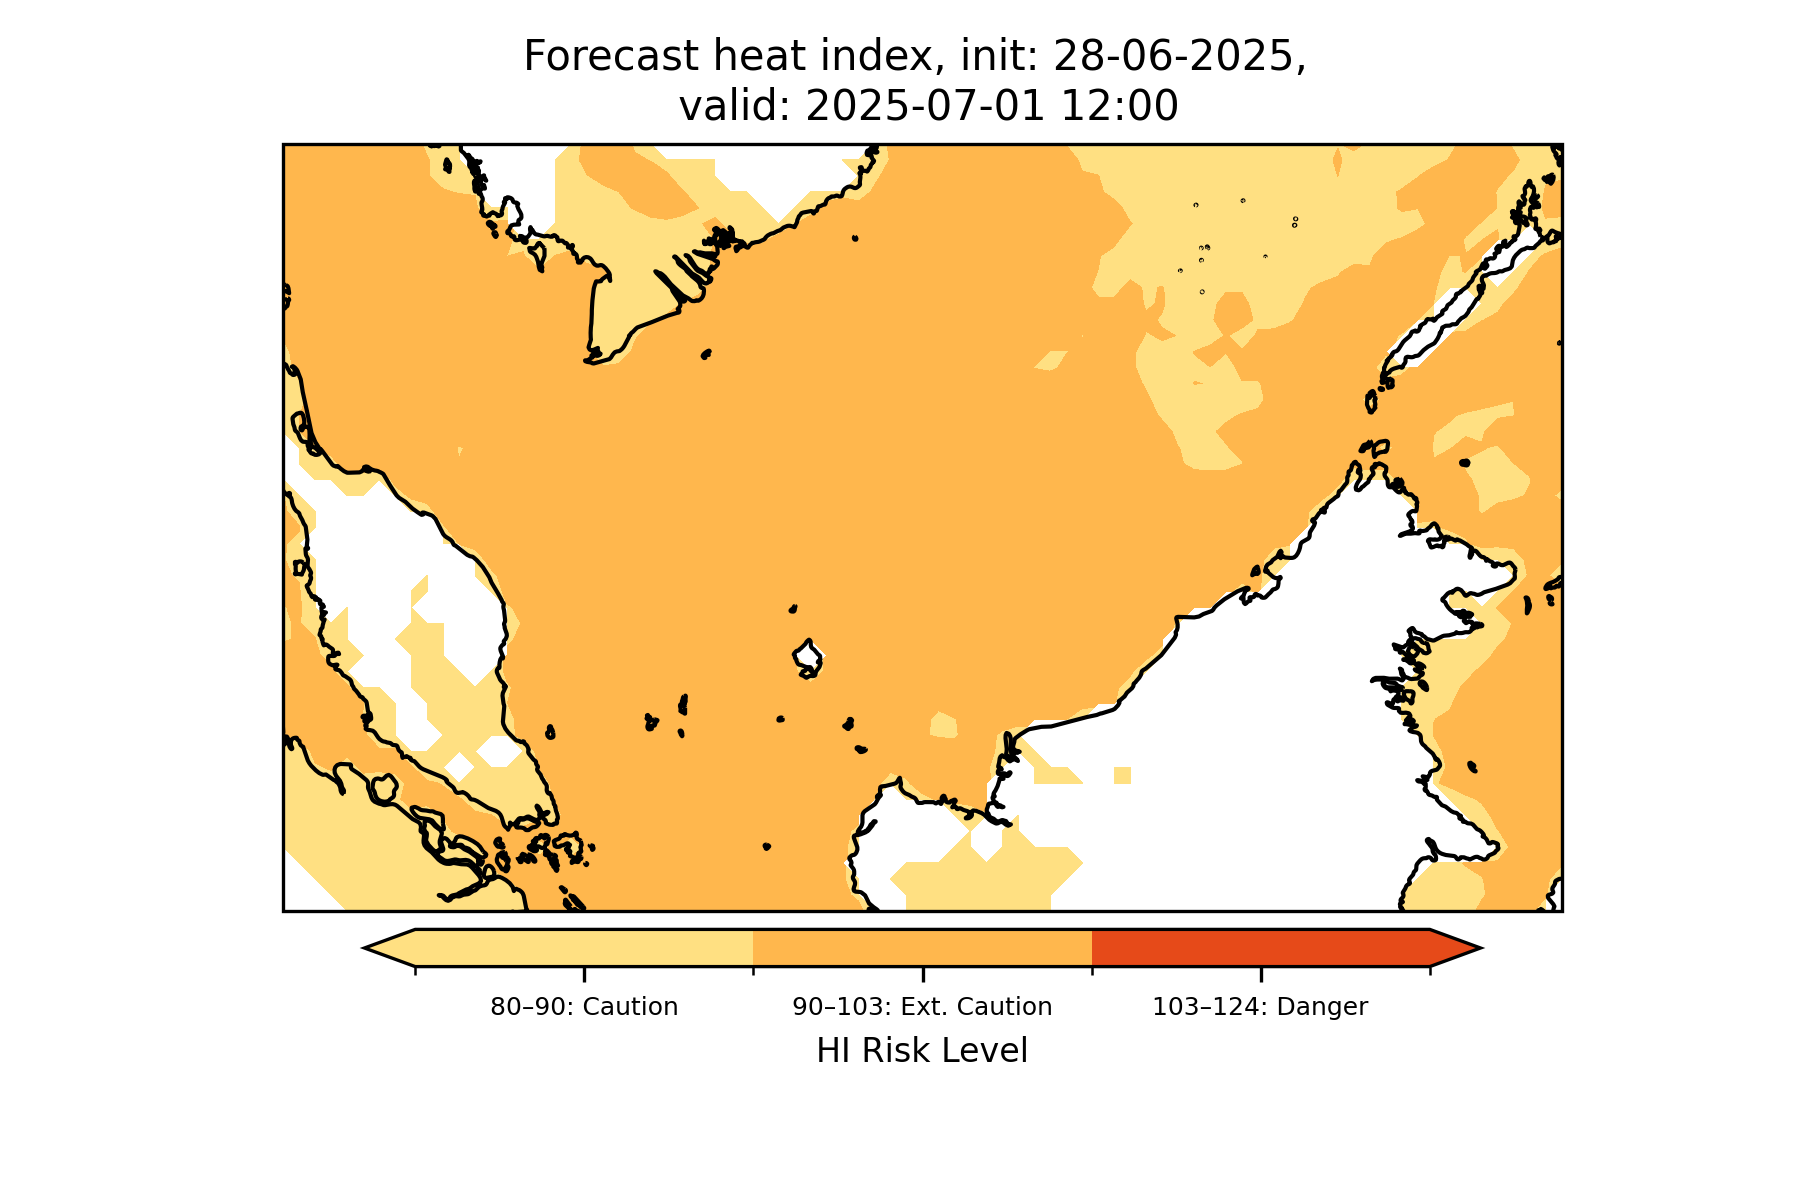 Forecast heat index, init: 28-06-2025,
valid: 2025-07-01 12:00
80–90: Caution
90–103: Ext. Caution
103–124: Danger
HI Risk Level